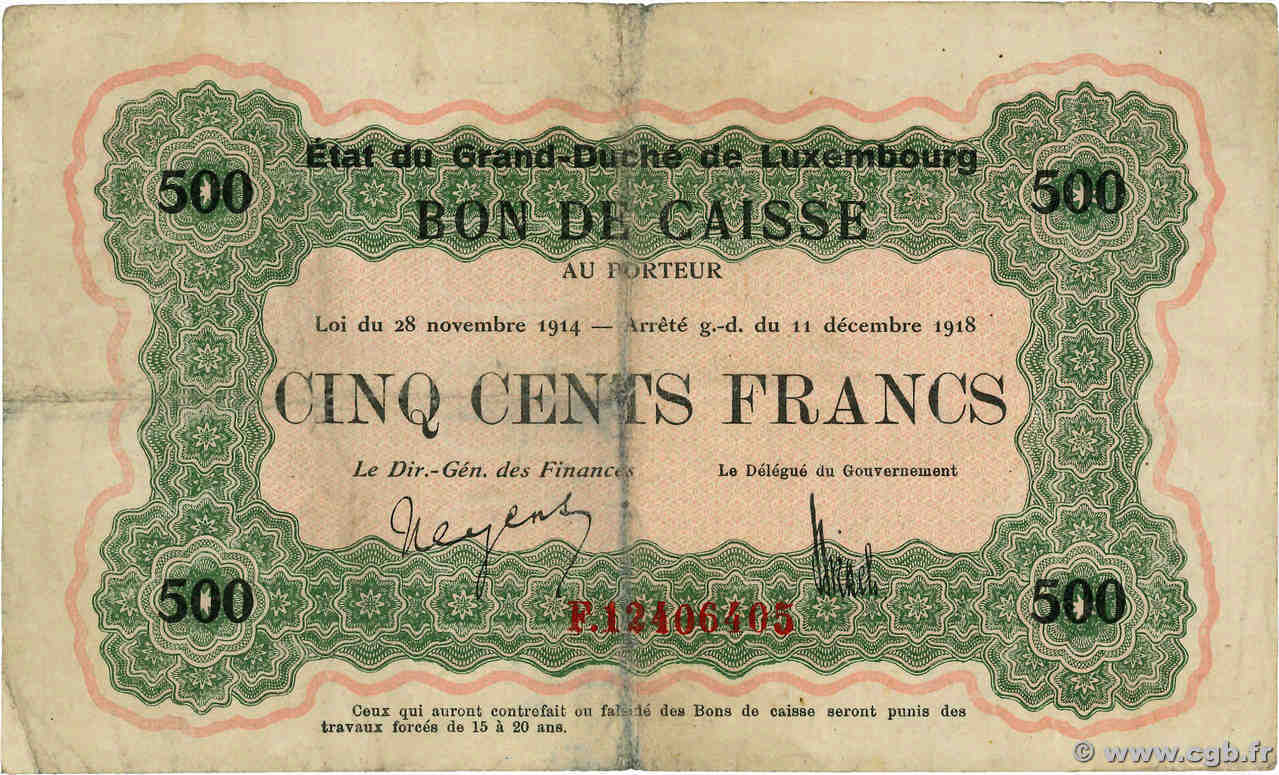 État du Grand-Duché de Luxembourg
500 500
BON DE CAISSE
AU PORTEUR
Loi du 28 novembre 1914 — Arrêté g.-d. du 11 décembre 1918
CINQ CENTS FRANCS
Le Dir.-Gén. des Finances Le Délégué du Gouvernement
Neyens
500 500
F.12406405
Ceux qui auront contrefait ou falsifié des Bons de caisse seront punis des
travaux forcés de 15 à 20 ans.
© www.cgb.fr